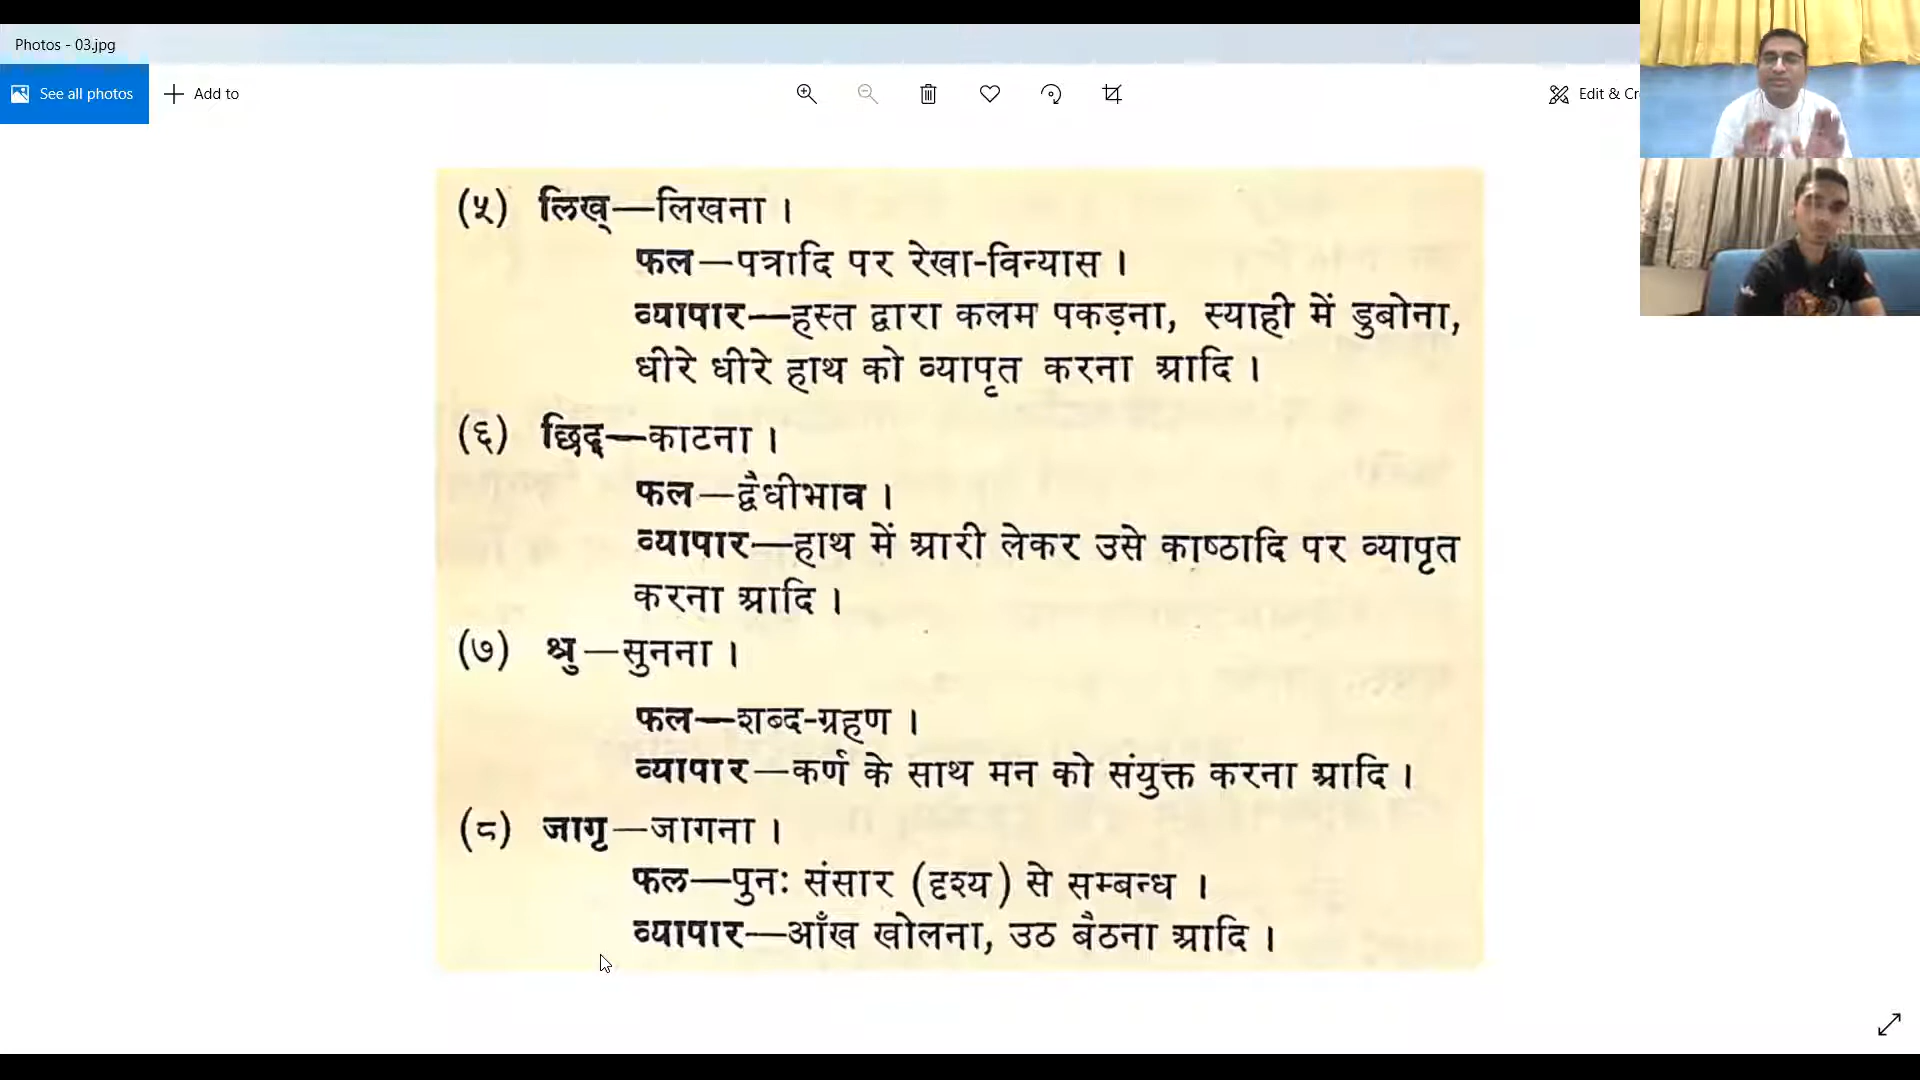 Photos - 03.jpg
See all photos
Add to
Edit & Cr
(५) लिख्—लिखना ।
फल—पत्रादि पर रेखा-विन्यास ।
व्यापार—हस्त द्वारा कलम पकड़ना, स्याही में डुबोना,
धीरे धीरे हाथ को व्यापृत करना आदि ।
(६) छिद्—काटना ।
फल—द्वैधीभाव ।
व्यापार—हाथ में आरी लेकर उसे काष्ठादि पर व्यापृत
करना आदि ।
(७) श्रु—सुनना ।
फल—शब्द-ग्रहण ।
व्यापार—कर्ण के साथ मन को संयुक्त करना आदि ।
(८) जागृ—जागना ।
फल—पुनः संसार (दृश्य) से सम्बन्ध ।
व्यापार—आँख खोलना, उठ बैठना आदि ।